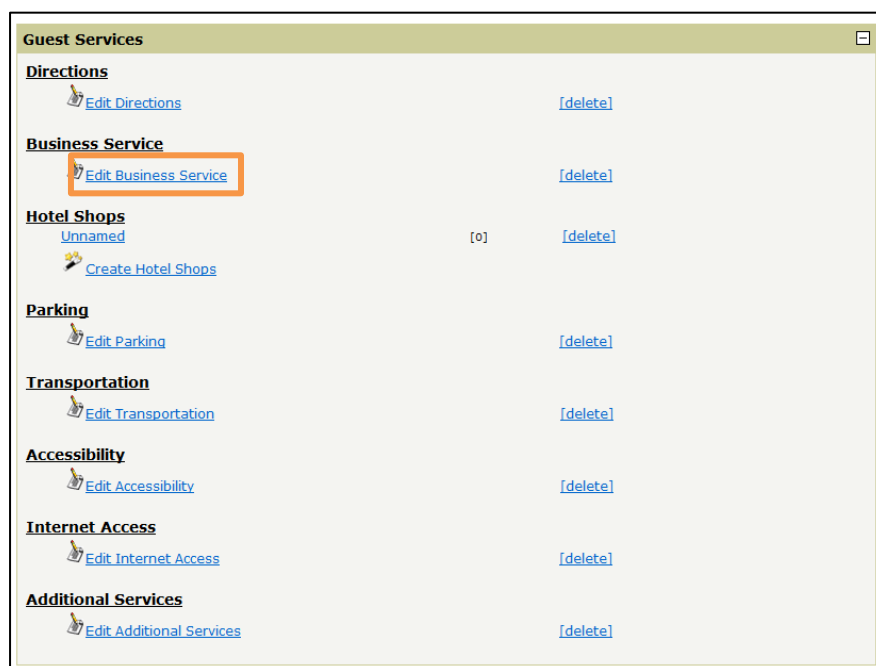 Guest Services
Directions
Edit Directions [delete]
Business Service
Edit Business Service [delete]
Hotel Shops
Unnamed [0] [delete]
Create Hotel Shops
Parking
Edit Parking [delete]
Transportation
Edit Transportation [delete]
Accessibility
Edit Accessibility [delete]
Internet Access
Edit Internet Access [delete]
Additional Services
Edit Additional Services [delete]